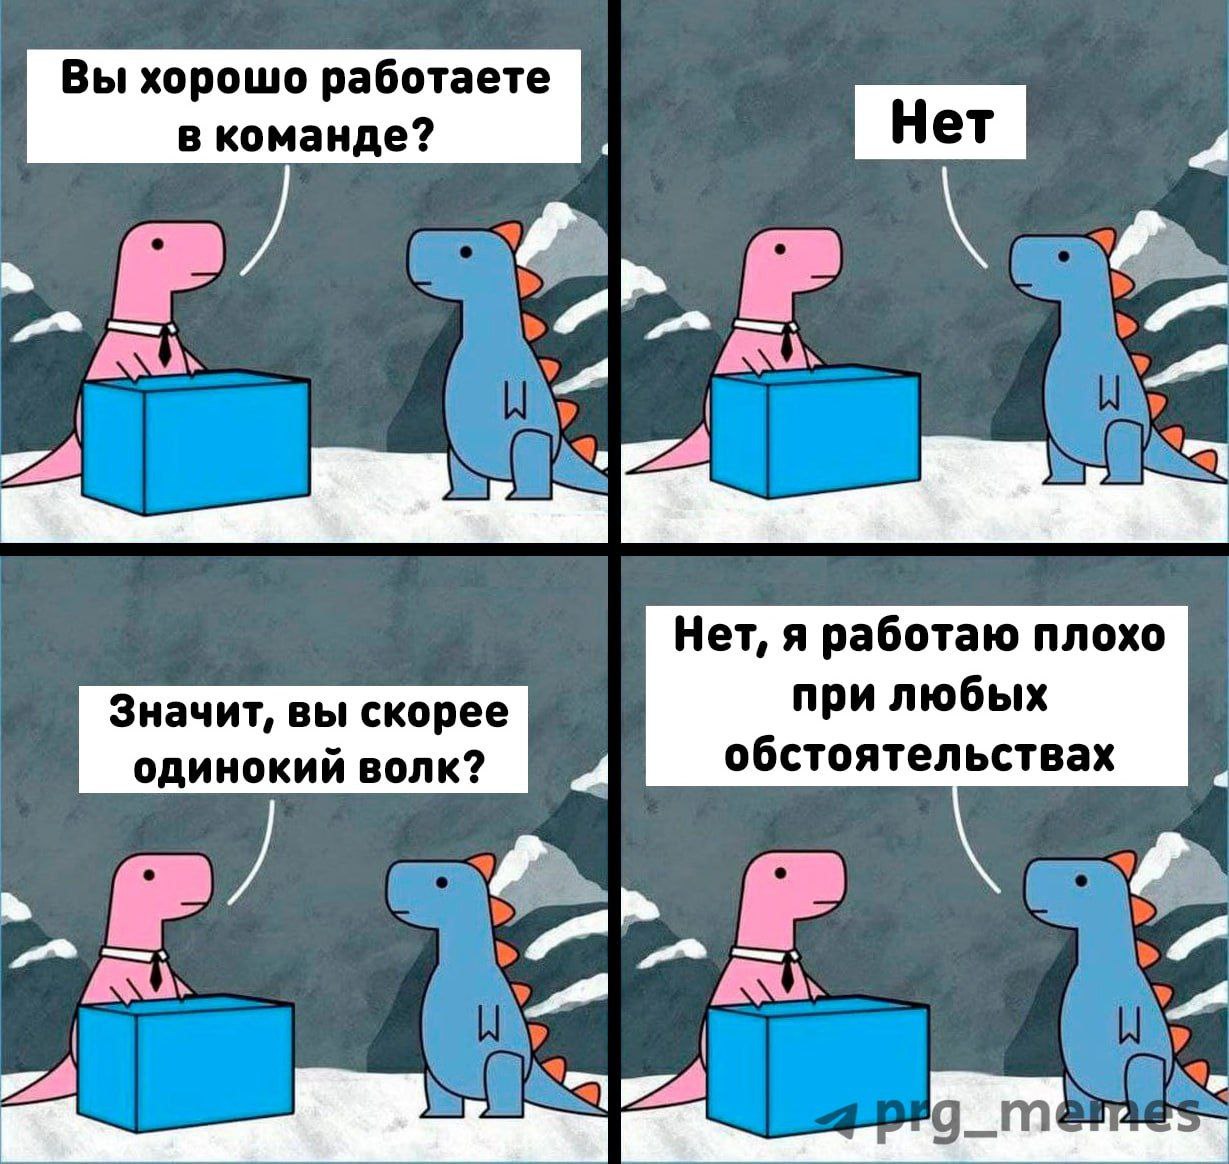 Вы хорошо работаете
в команде?
Нет
Значит, вы скорее
одинокий волк?
Нет, я работаю плохо
при любых
обстоятельствах
prg_memes